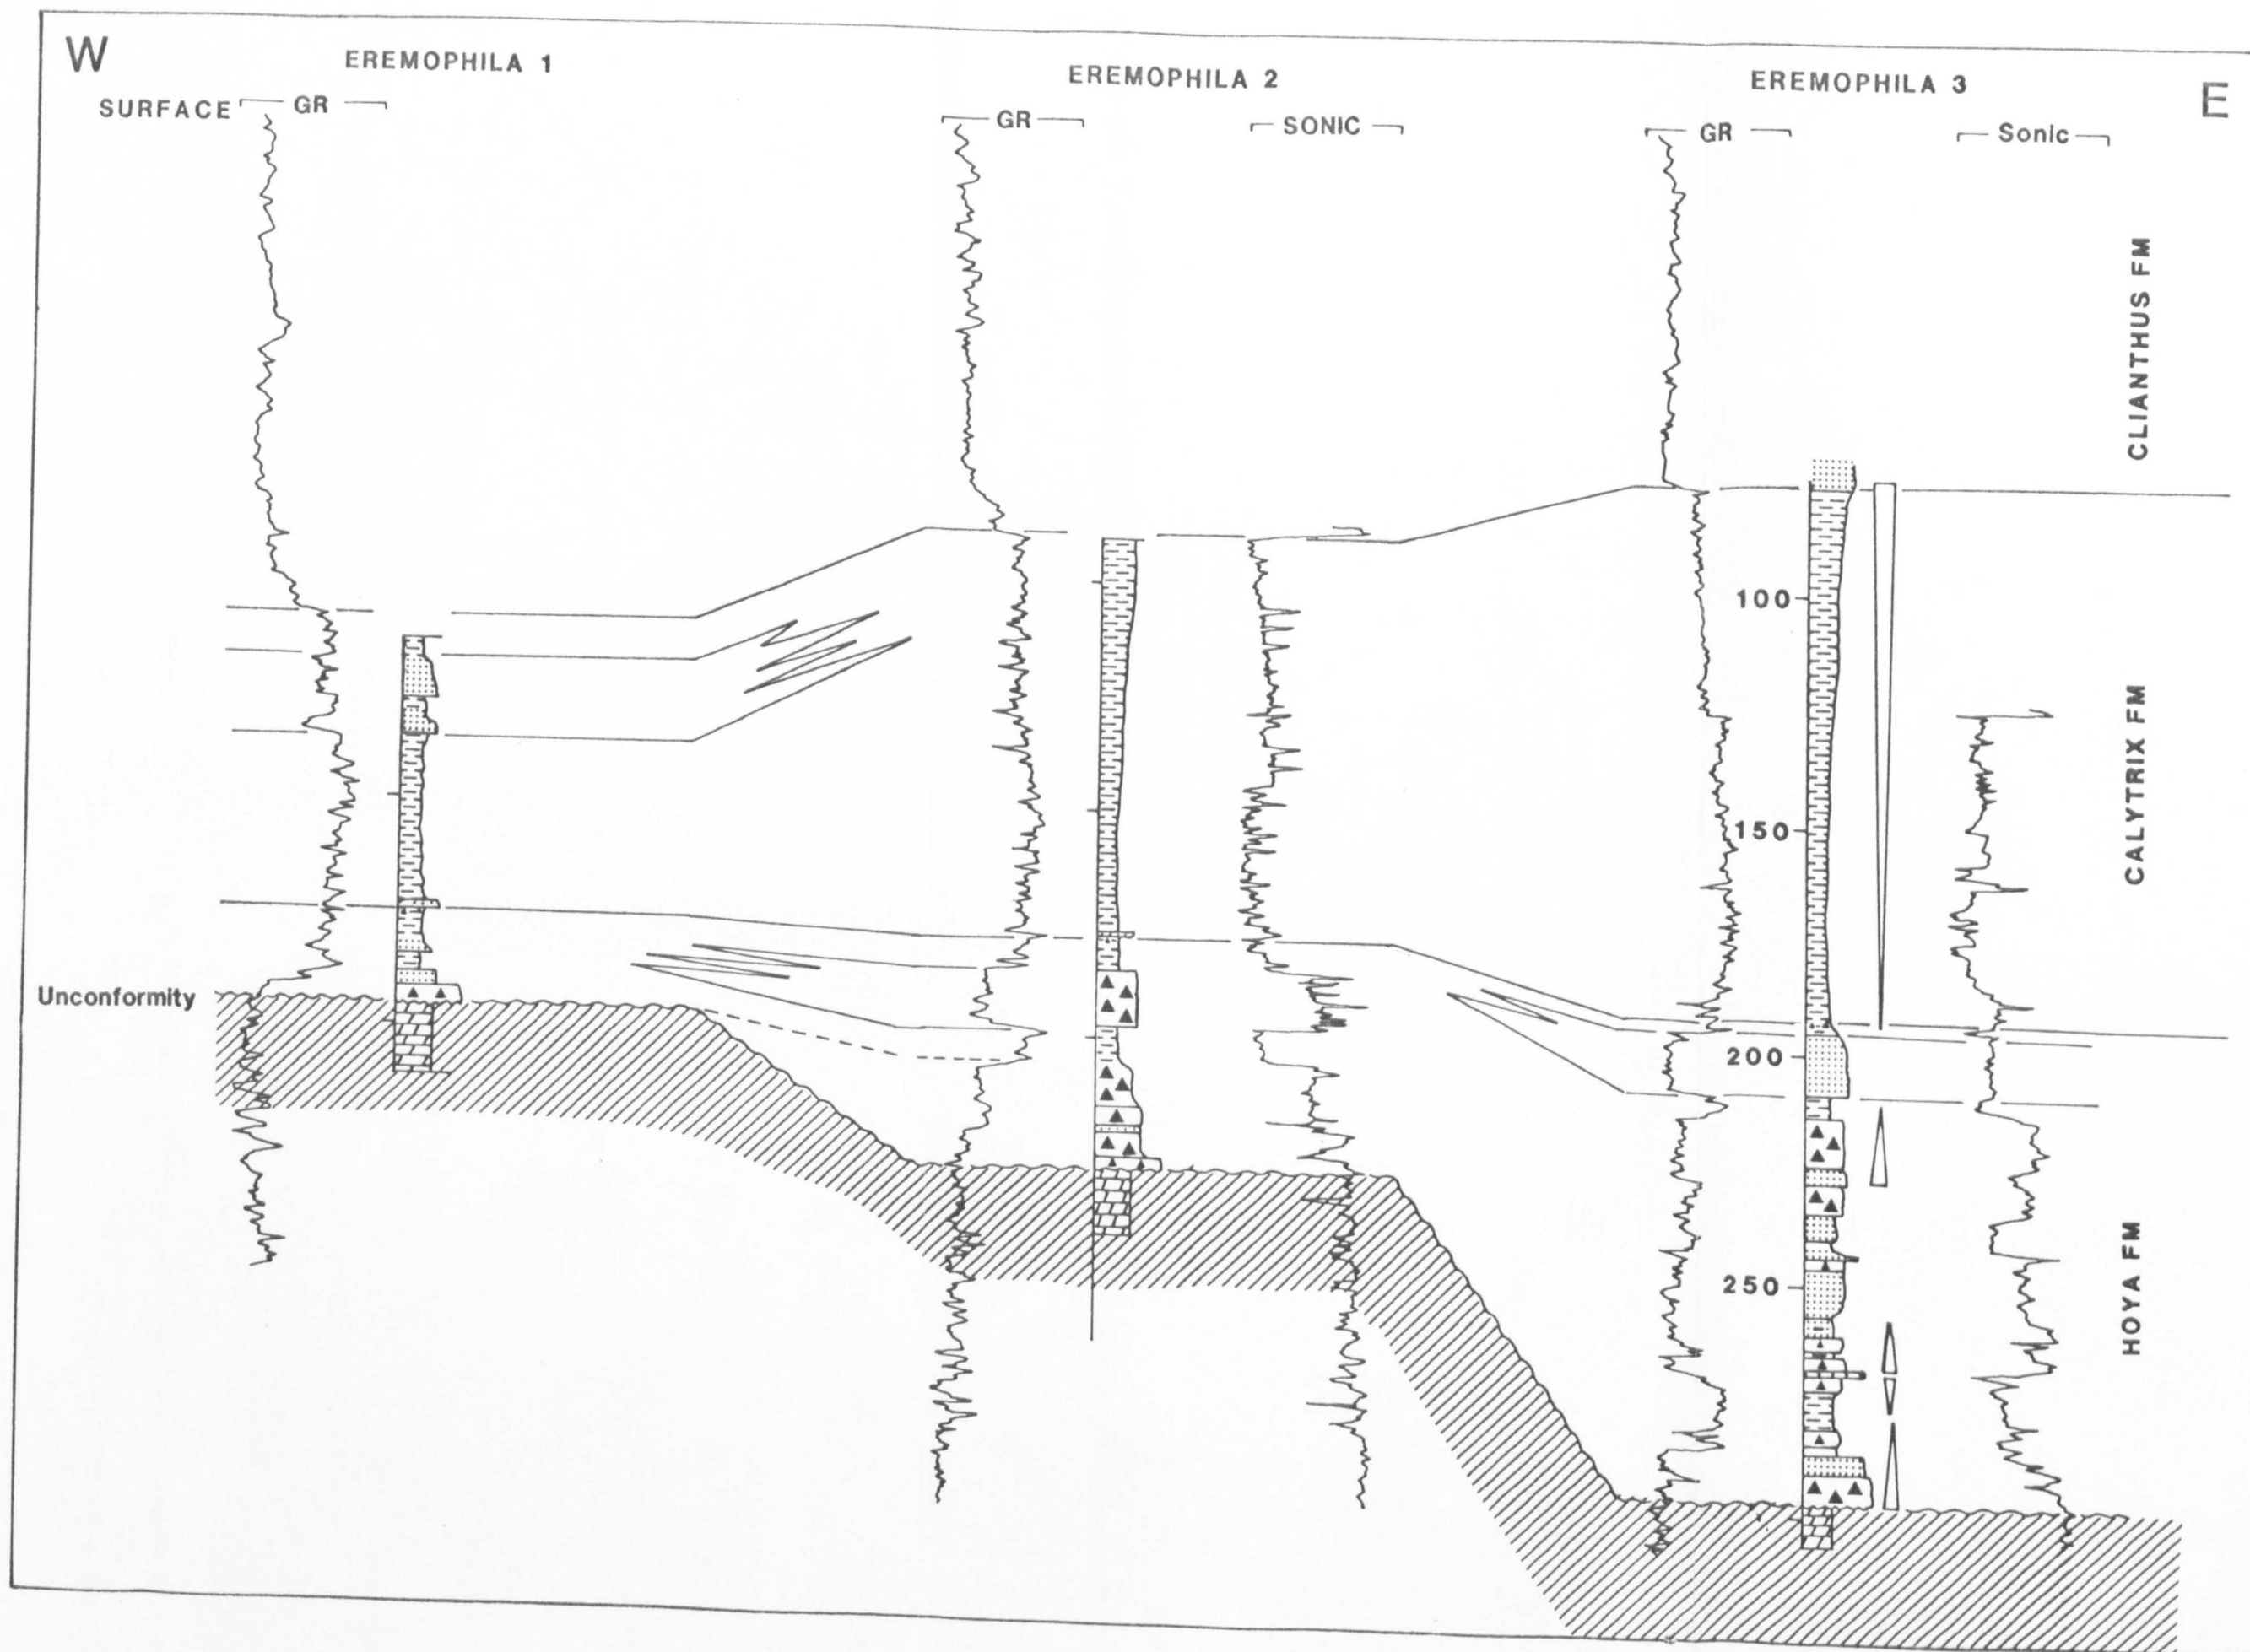 W
EREMOPHILA 1
EREMOPHILA 2
EREMOPHILA 3
E
SURFACE
GR
GR
SONIC
GR
Sonic
CLIANTHUS FM
100
CALYTRIX FM
150
Unconformity
200
HOYA FM
250